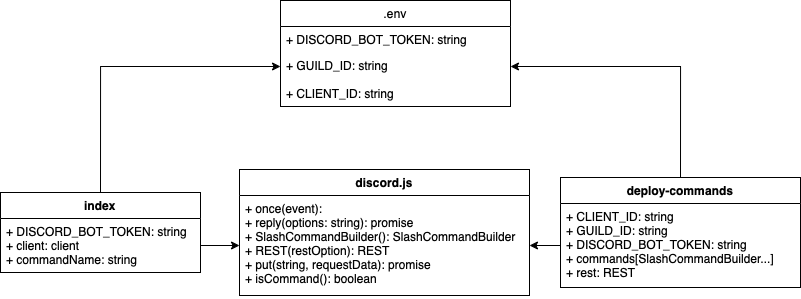 .env
+ DISCORD_BOT_TOKEN: string
+ GUILD_ID: string
+ CLIENT_ID: string
index
+ DISCORD_BOT_TOKEN: string
+ client: client
+ commandName: string
discord.js
+ once(event):
+ reply(options: string): promise
+ SlashCommandBuilder(): SlashCommandBuilder
+ REST(restOption): REST
+ put(string, requestData): promise
+ isCommand(): boolean
deploy-commands
+ CLIENT_ID: string
+ GUILD_ID: string
+ DISCORD_BOT_TOKEN: string
+ commands[SlashCommandBuilder...]
+ rest: REST